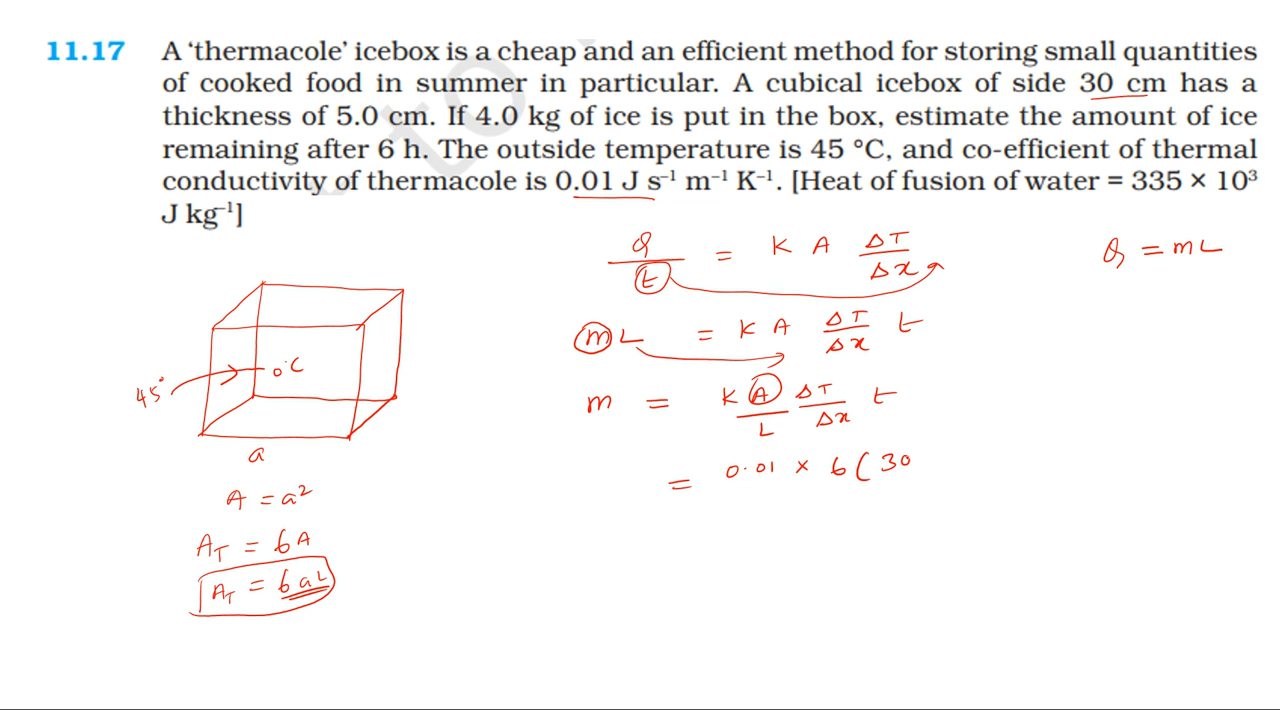 11.17 A ‘thermacole’ icebox is a cheap and an efficient method for storing small quantities
of cooked food in summer in particular. A cubical icebox of side 30 cm has a
thickness of 5.0 cm. If 4.0 kg of ice is put in the box, estimate the amount of ice
remaining after 6 h. The outside temperature is 45 °C, and co-efficient of thermal
conductivity of thermacole is 0.01 J s⁻¹ m⁻¹ K⁻¹. [Heat of fusion of water = 335 × 10³
J kg⁻¹]
Q/t = K A ΔT/Δx
Q = mL
mL = K A ΔT/Δx t
0°C
45°
m = K A/L ΔT/Δx t
a
= 0.01 × 6 ( 30
A = a²
A_T = 6A
A_T = 6a²
to